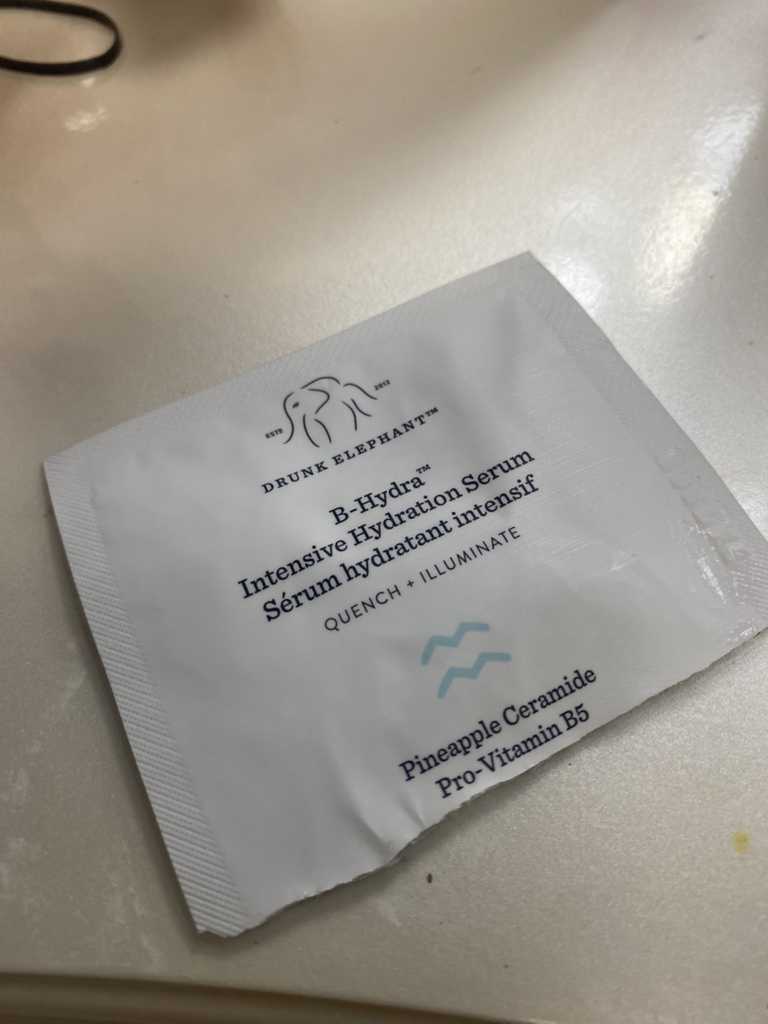 ESTD 2012
DRUNK ELEPHANT™
B-Hydra™
Intensive Hydration Serum
Sérum hydratant intensif
QUENCH + ILLUMINATE
Pineapple Ceramide
Pro-Vitamin B5